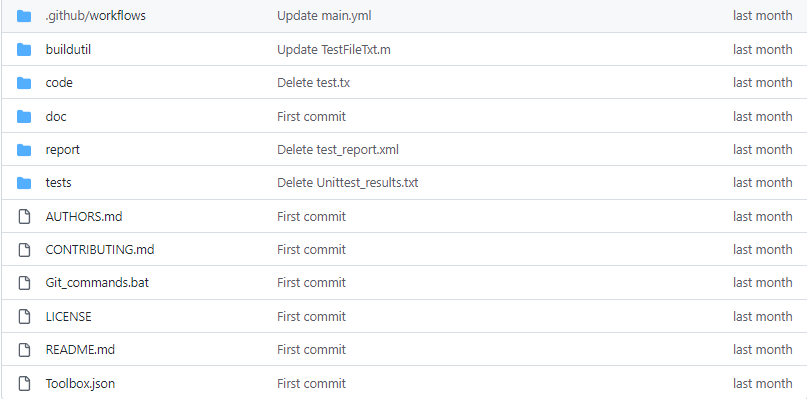 .github/workflows Update main.yml last month
buildutil Update TestFileTxt.m last month
code Delete test.tx last month
doc First commit last month
report Delete test_report.xml last month
tests Delete Unittest_results.txt last month
AUTHORS.md First commit last month
CONTRIBUTING.md First commit last month
Git_commands.bat First commit last month
LICENSE First commit last month
README.md First commit last month
Toolbox.json First commit last month